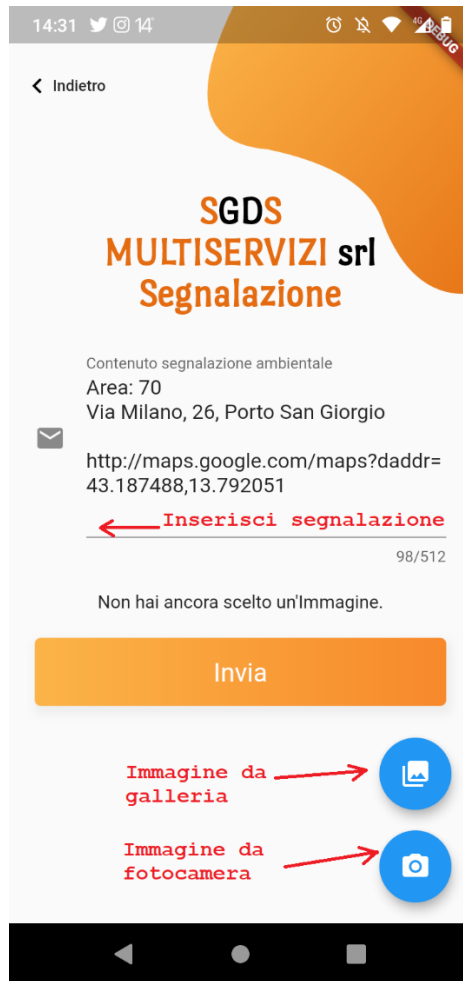 14:31 14°
4G
DEBUG
Indietro
SGDS
MULTISERVIZI srl
Segnalazione
Contenuto segnalazione ambientale
Area: 70
Via Milano, 26, Porto San Giorgio
http://maps.google.com/maps?daddr=
43.187488,13.792051
Inserisci segnalazione
98/512
Non hai ancora scelto un'Immagine.
Invia
Immagine da
galleria
Immagine da
fotocamera